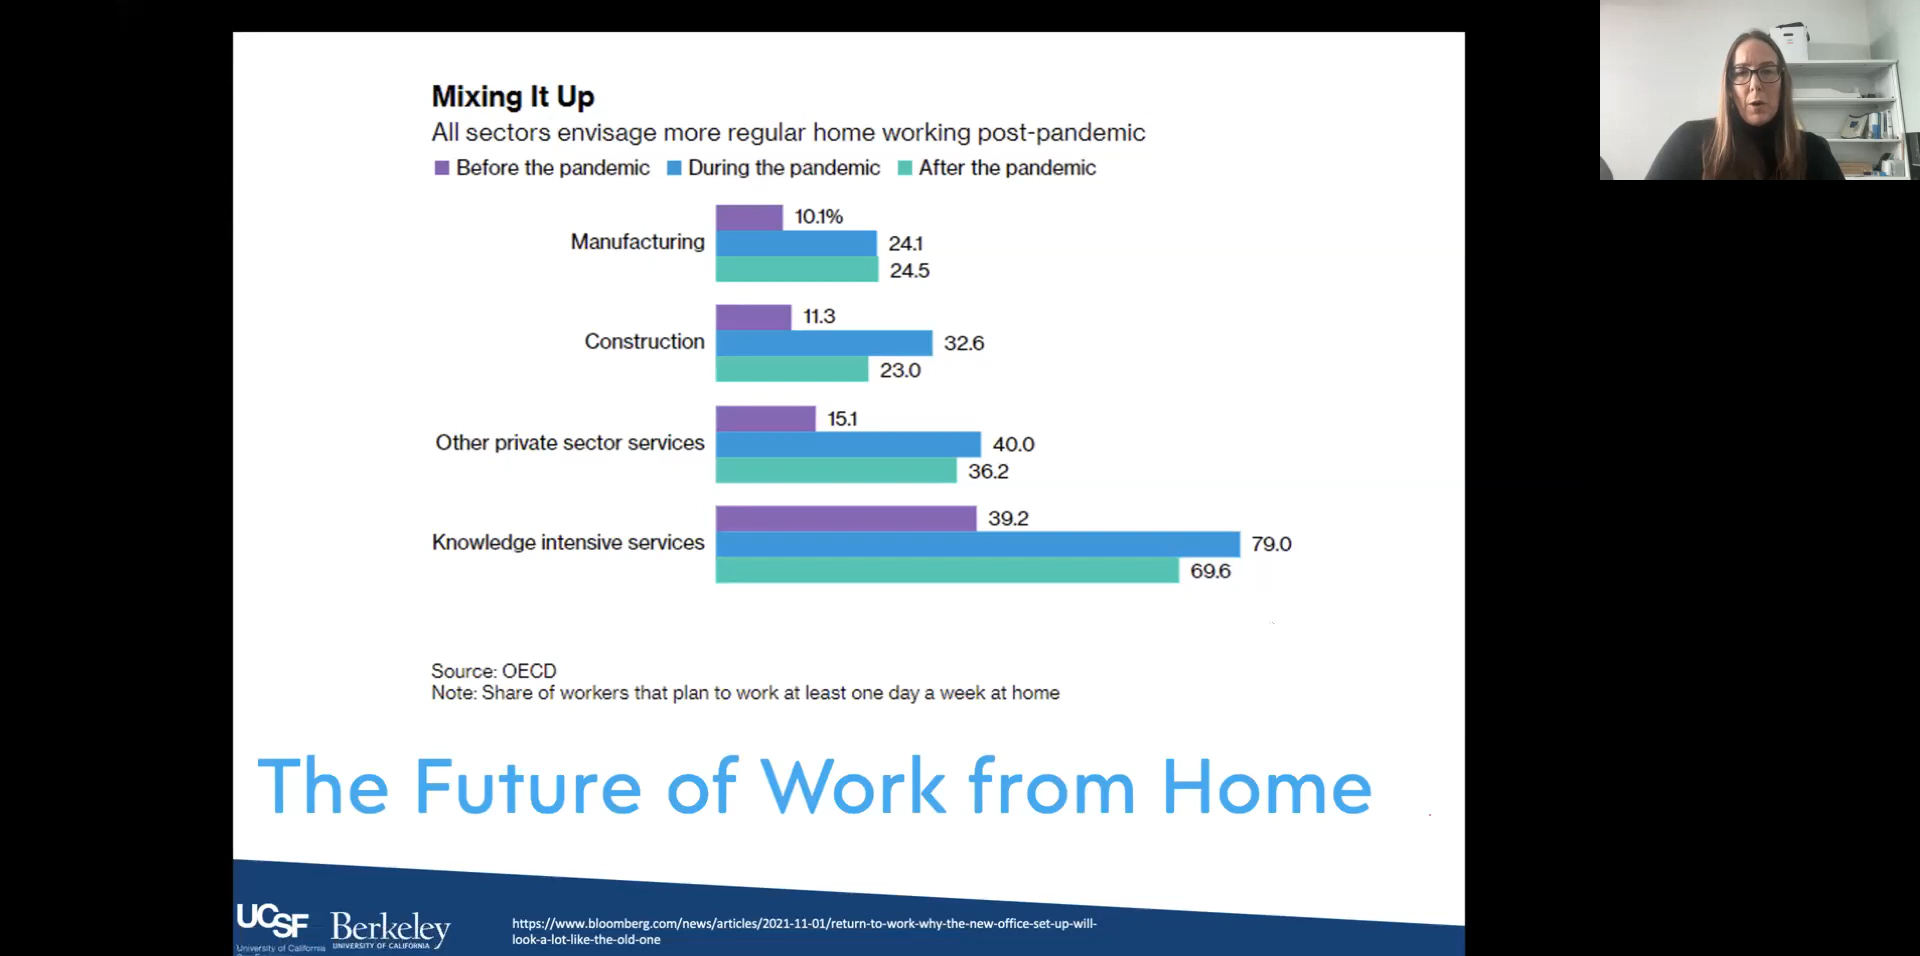 Mixing It Up
All sectors envisage more regular home working post-pandemic
Before the pandemic During the pandemic After the pandemic
Manufacturing
10.1%
24.1
24.5
Construction
11.3
32.6
23.0
Other private sector services
15.1
40.0
36.2
Knowledge intensive services
39.2
79.0
69.6
Source: OECD
Note: Share of workers that plan to work at least one day a week at home
The Future of Work from Home
UCSF
University of California
Berkeley
UNIVERSITY OF CALIFORNIA
https://www.bloomberg.com/news/articles/2021-11-01/return-to-work-why-the-new-office-set-up-will-
look-a-lot-like-the-old-one